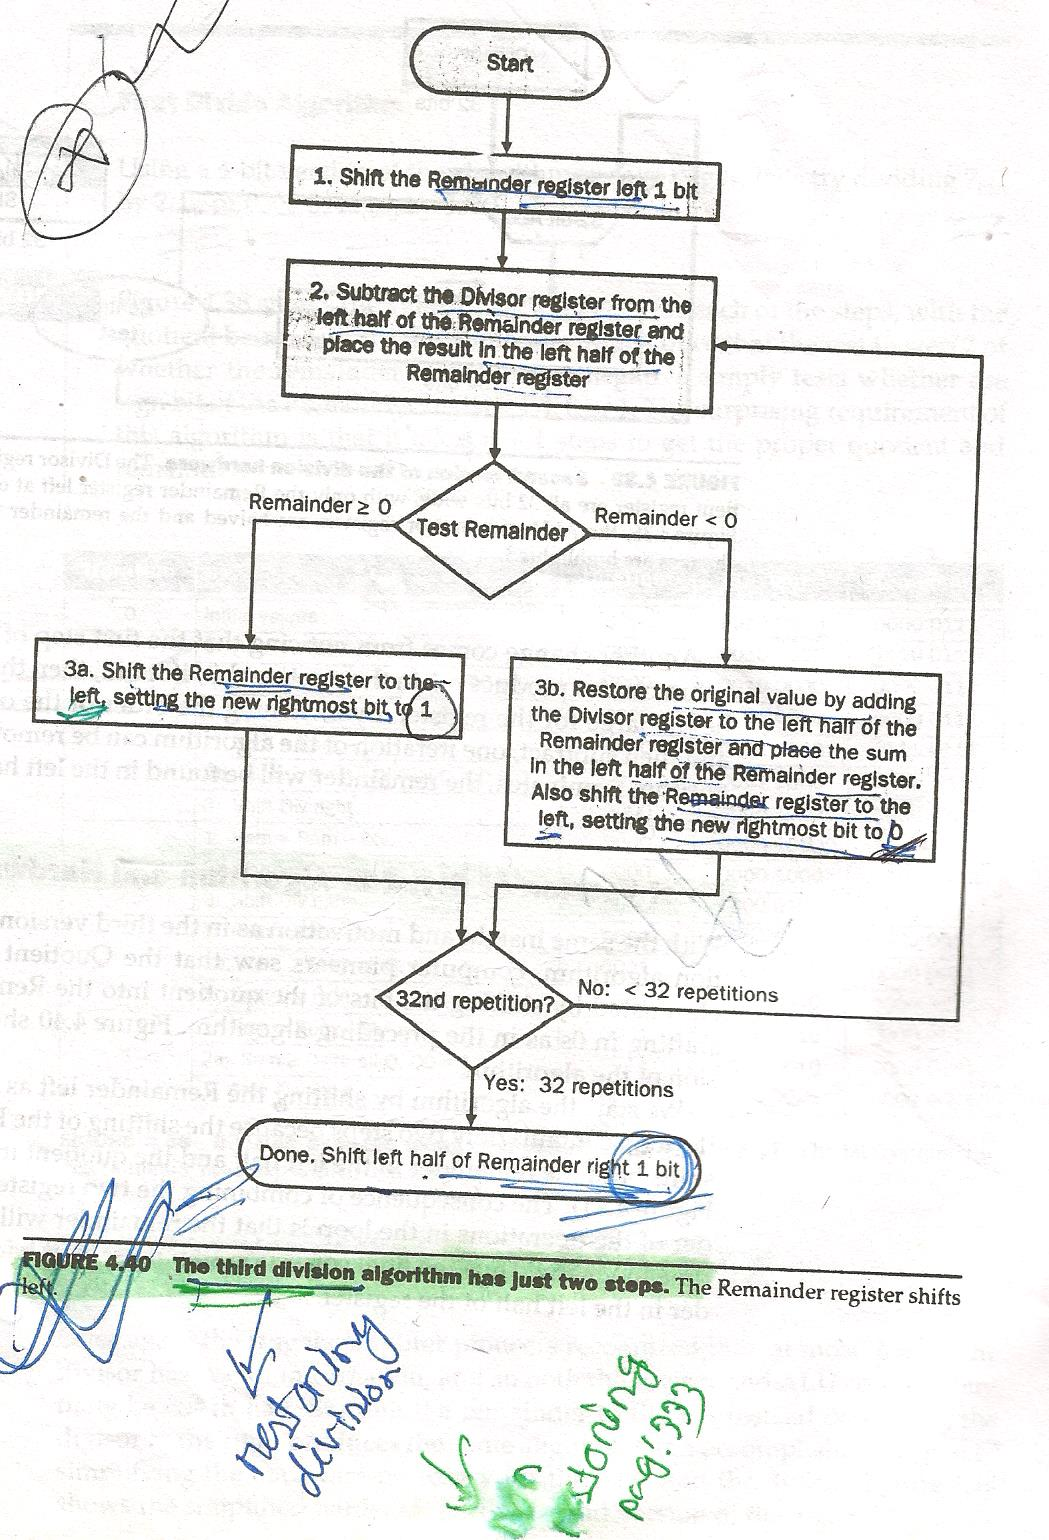 Start
1. Shift the Remainder register left 1 bit
2. Subtract the Divisor register from the
left half of the Remainder register and
place the result in the left half of the
Remainder register
Remainder ≥ 0
Test Remainder
Remainder < 0
3a. Shift the Remainder register to the
left, setting the new rightmost bit to 1
3b. Restore the original value by adding
the Divisor register to the left half of the
Remainder register and place the sum
in the left half of the Remainder register.
Also shift the Remainder register to the
left, setting the new rightmost bit to 0
32nd repetition?
No: < 32 repetitions
Yes: 32 repetitions
Done. Shift left half of Remainder right 1 bit
FIGURE 4.40 The third division algorithm has just two steps. The Remainder register shifts
left.
restoring
division
non
restoring
pag: 333